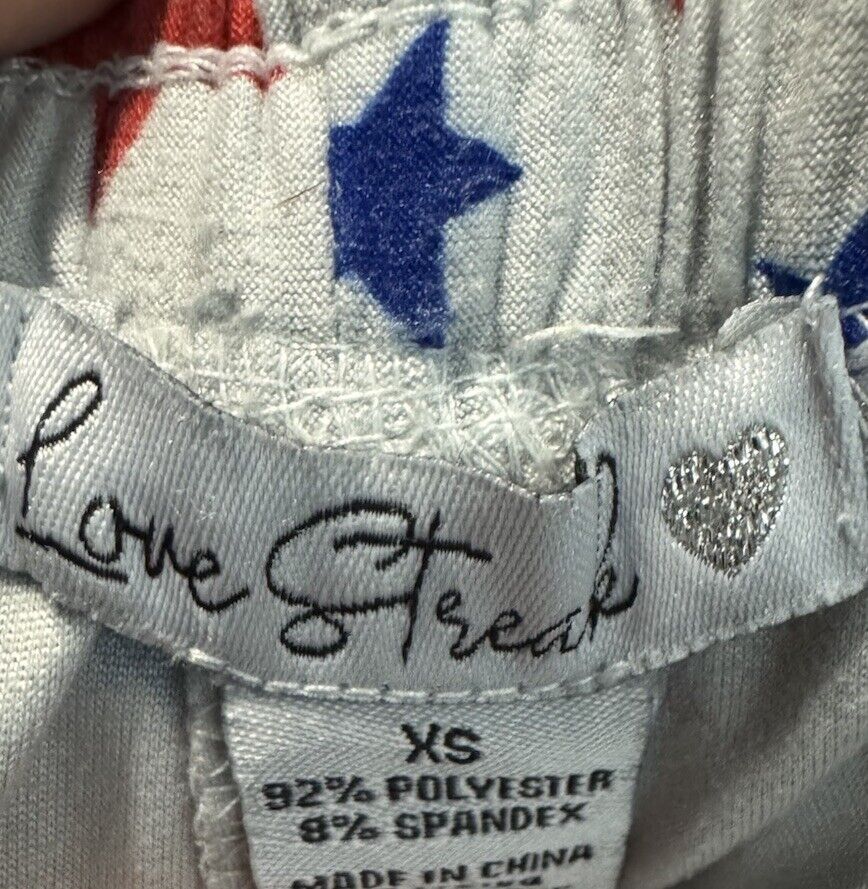 Love Streak
XS
92% POLYESTER
8% SPANDEX
MADE IN CHINA